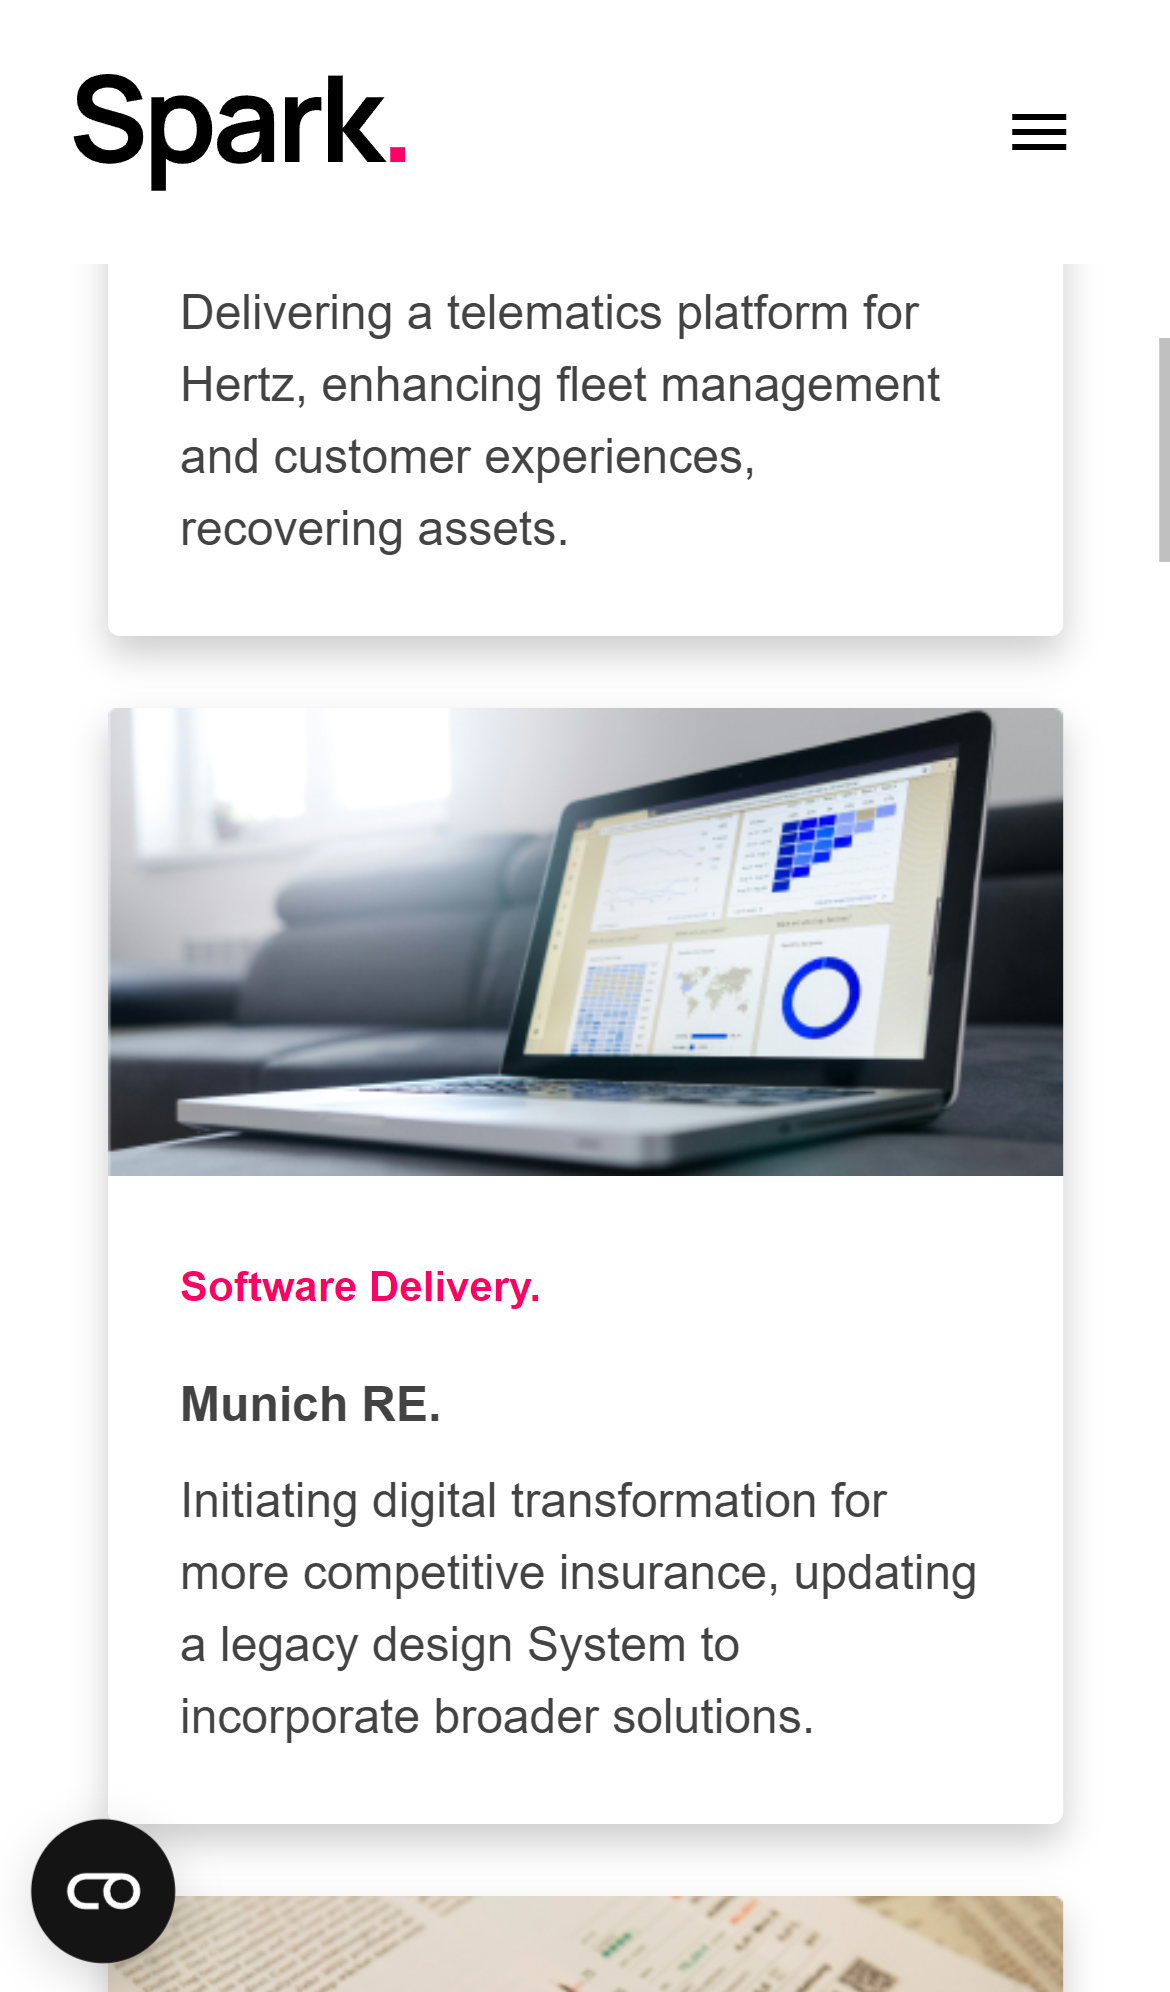 Spark.
Delivering a telematics platform for
Hertz, enhancing fleet management
and customer experiences,
recovering assets.
Software Delivery.
Munich RE.
Initiating digital transformation for
more competitive insurance, updating
a legacy design System to
incorporate broader solutions.